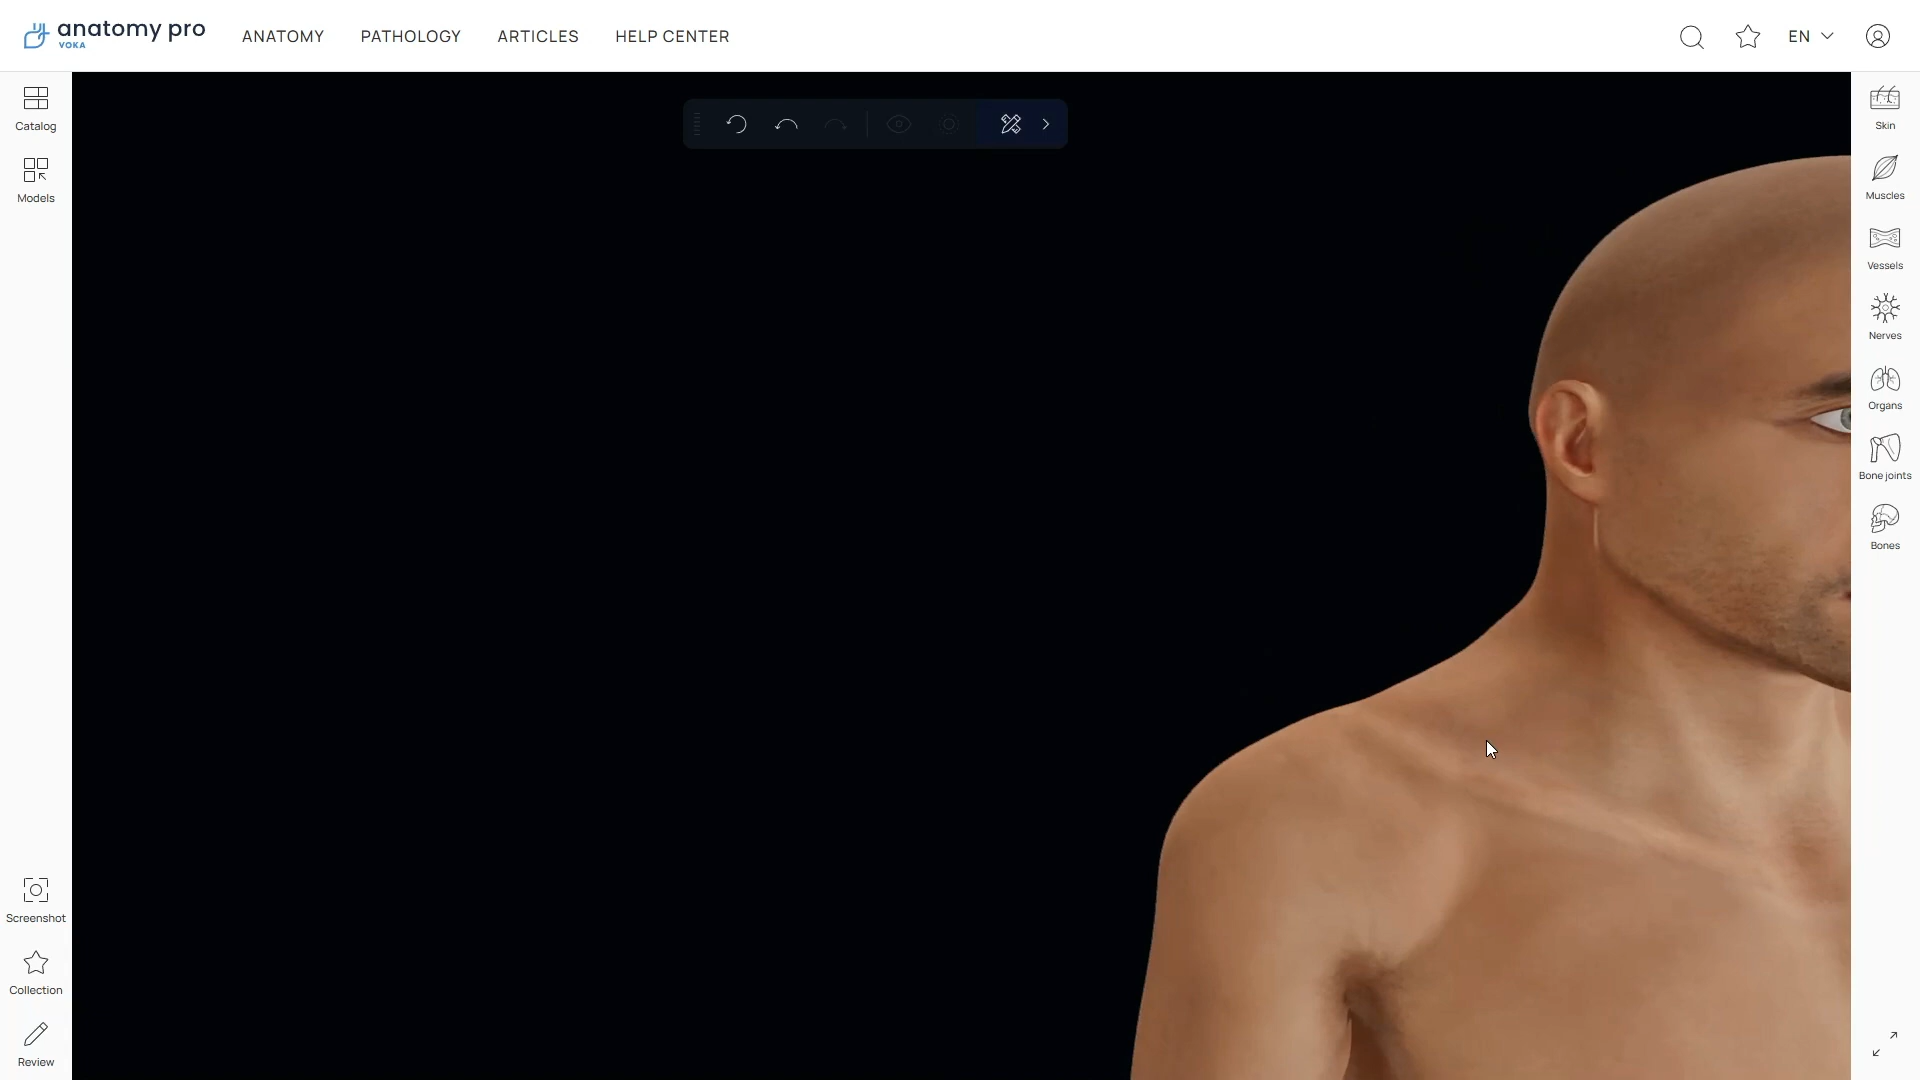 anatomy pro
VOKA
ANATOMY
PATHOLOGY
ARTICLES
HELP CENTER
EN
Catalog
Models
Screenshot
Collection
Review
Skin
Muscles
Vessels
Nerves
Organs
Bone joints
Bones